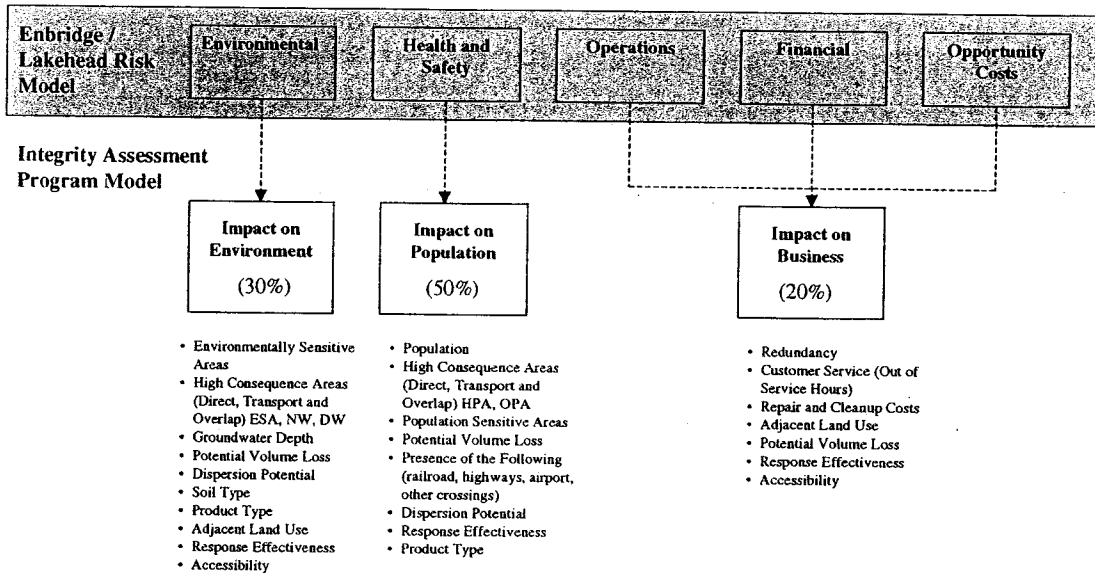 Enbridge /
Lakehead Risk
Model
Environmental
Health and
Safety
Operations
Financial
Opportunity
Costs
Integrity Assessment
Program Model
Impact on
Environment
(30%)
• Environmentally Sensitive
Areas
• High Consequence Areas
(Direct, Transport and
Overlap) ESA, NW, DW
• Groundwater Depth
• Potential Volume Loss
• Dispersion Potential
• Soil Type
• Product Type
• Adjacent Land Use
• Response Effectiveness
• Accessibility
Impact on
Population
(50%)
• Population
• High Consequence Areas
(Direct, Transport and
Overlap) HPA, OPA
• Population Sensitive Areas
• Potential Volume Loss
• Presence of the Following
(railroad, highways, airport,
other crossings)
• Dispersion Potential
• Response Effectiveness
• Product Type
Impact on
Business
(20%)
• Redundancy
• Customer Service (Out of
Service Hours)
• Repair and Cleanup Costs
• Adjacent Land Use
• Potential Volume Loss
• Response Effectiveness
• Accessibility